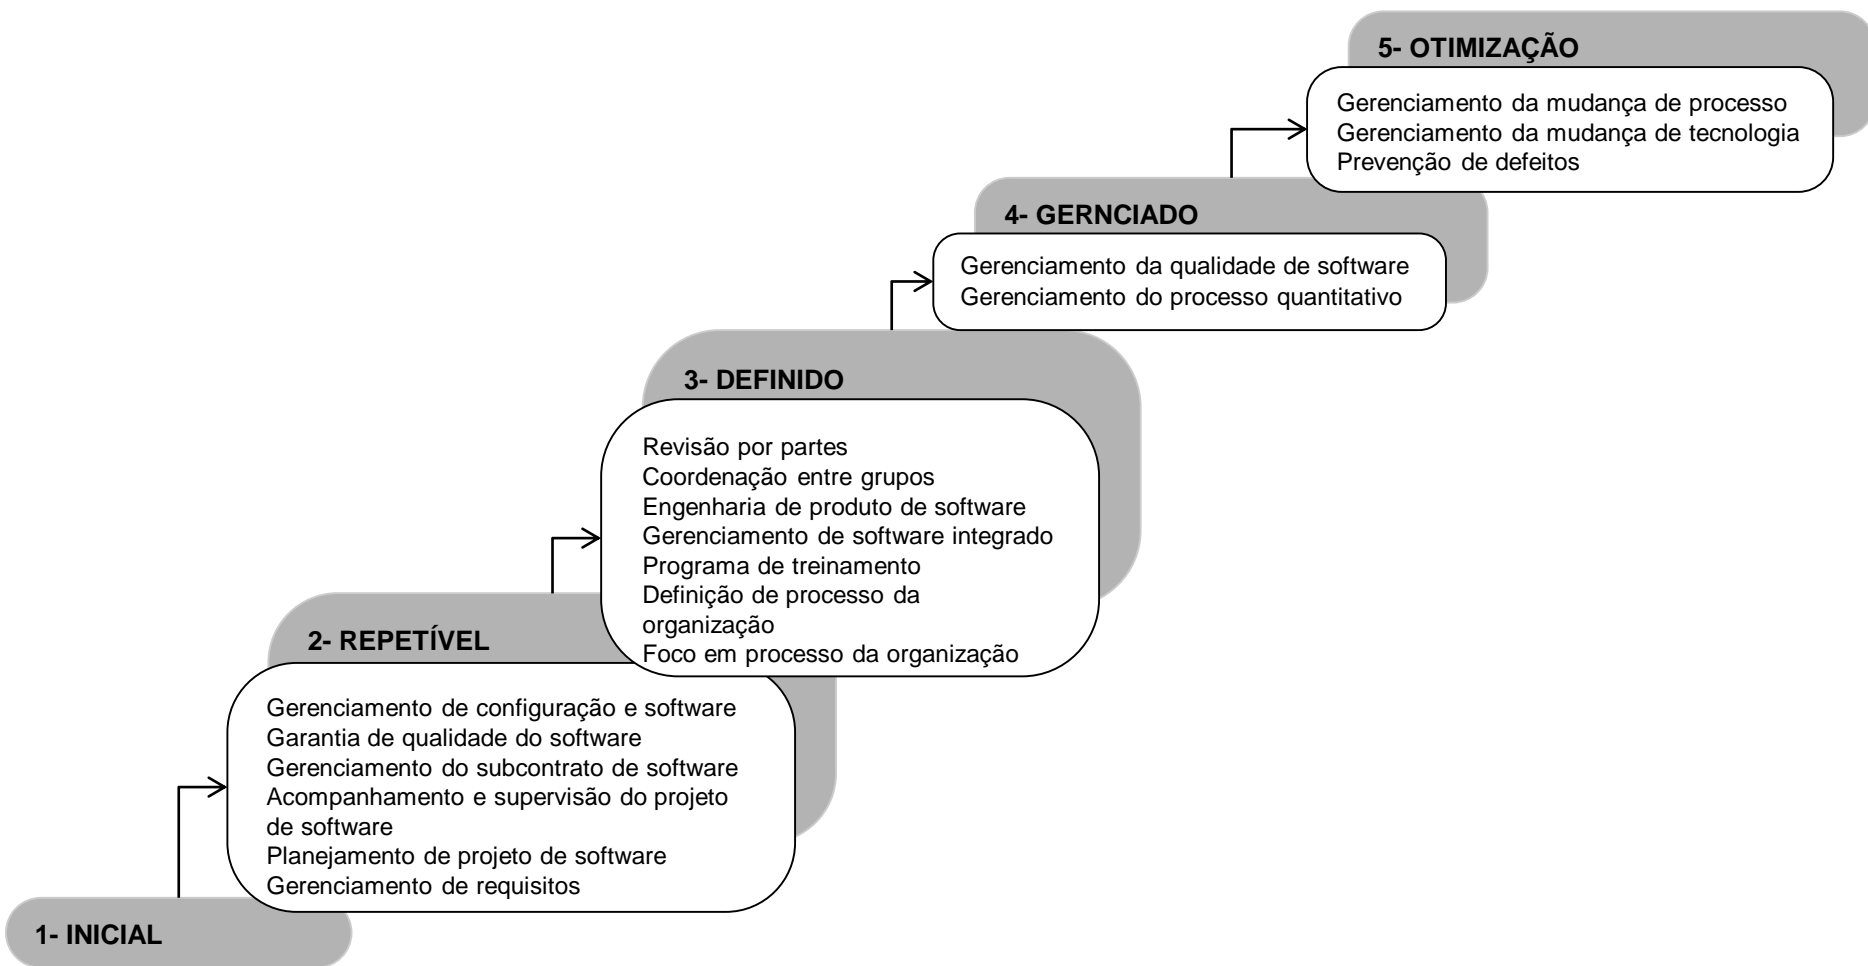 5- OTIMIZAÇÃO
Gerenciamento da mudança de processo
Gerenciamento da mudança de tecnologia
Prevenção de defeitos
4- GERNCIADO
Gerenciamento da qualidade de software
Gerenciamento do processo quantitativo
3- DEFINIDO
Revisão por partes
Coordenação entre grupos
Engenharia de produto de software
Gerenciamento de software integrado
Programa de treinamento
Definição de processo da
organização
Foco em processo da organização
2- REPETÍVEL
Gerenciamento de configuração e software
Garantia de qualidade do software
Gerenciamento do subcontrato de software
Acompanhamento e supervisão do projeto
de software
Planejamento de projeto de software
Gerenciamento de requisitos
1- INICIAL